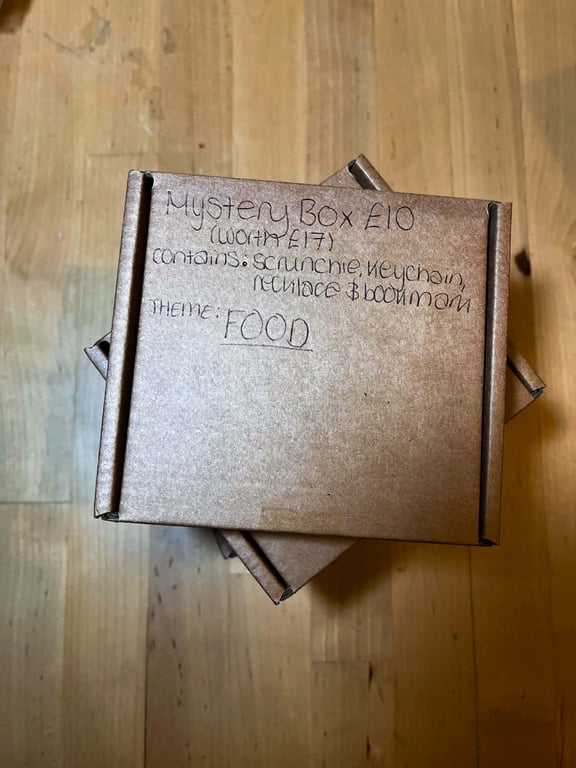 Mystery Box £10
(worth £17)
contains: scrunchie, keychain,
necklace & bookmark
THEME: FOOD